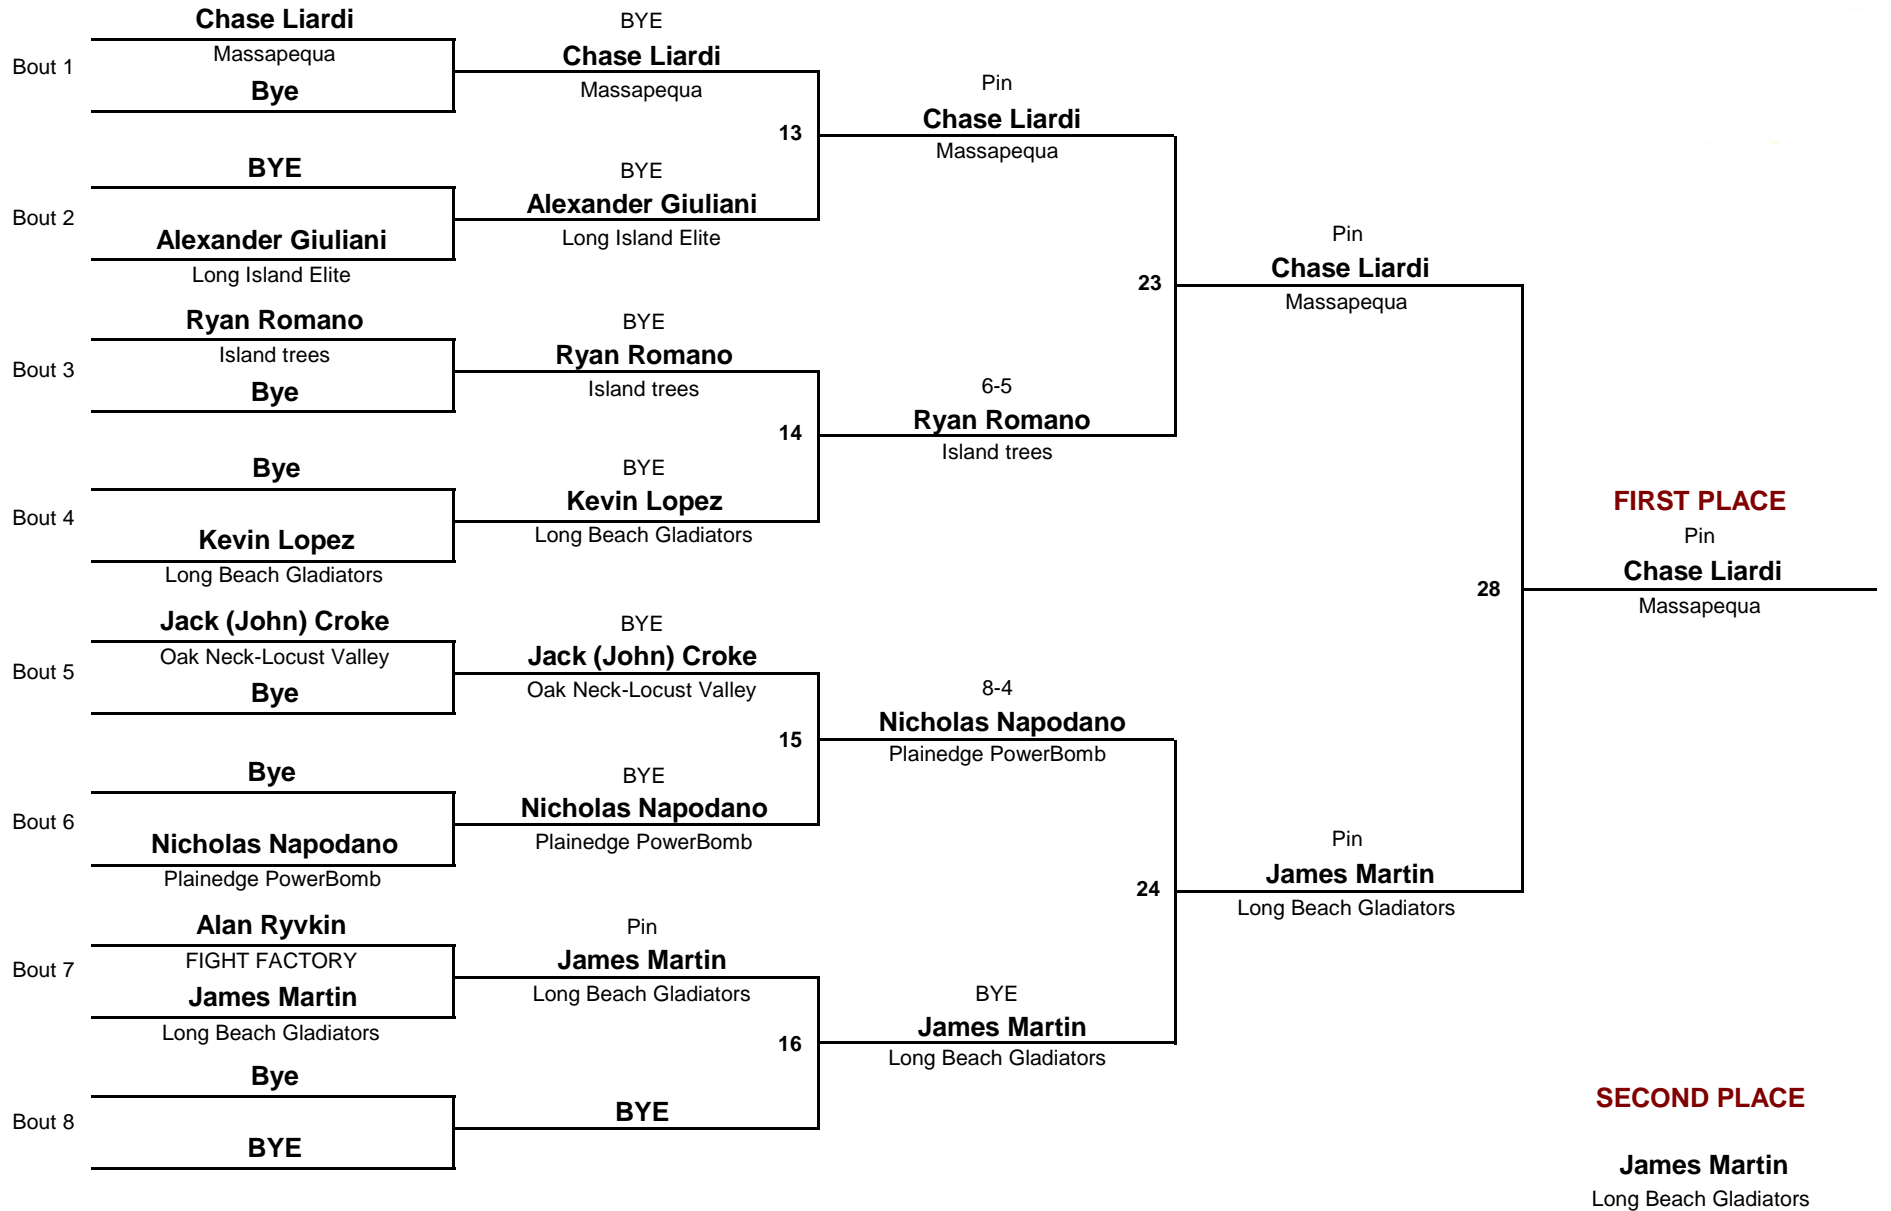 Chase Liardi
Bout 1
Massapequa
Bye
BYE
Bout 2
Alexander Giuliani
Long Island Elite
Ryan Romano
Bout 3
Island trees
Bye
Bye
Bout 4
Kevin Lopez
Long Beach Gladiators
Jack (John) Croke
Bout 5
Oak Neck-Locust Valley
Bye
Bye
Bout 6
Nicholas Napodano
Plainedge PowerBomb
Alan Ryvkin
Bout 7
FIGHT FACTORY
James Martin
Long Beach Gladiators
Bye
Bout 8
BYE
BYE
Chase Liardi
Massapequa
13
BYE
Alexander Giuliani
Long Island Elite
BYE
Ryan Romano
Island trees
14
BYE
Kevin Lopez
Long Beach Gladiators
BYE
Jack (John) Croke
Oak Neck-Locust Valley
15
BYE
Nicholas Napodano
Plainedge PowerBomb
Pin
James Martin
Long Beach Gladiators
16
BYE
Pin
Chase Liardi
Massapequa
23
6-5
Ryan Romano
Island trees
8-4
Nicholas Napodano
Plainedge PowerBomb
24
BYE
James Martin
Long Beach Gladiators
Pin
Chase Liardi
Massapequa
28
Pin
James Martin
Long Beach Gladiators
FIRST PLACE
Pin
Chase Liardi
Massapequa
SECOND PLACE
James Martin
Long Beach Gladiators